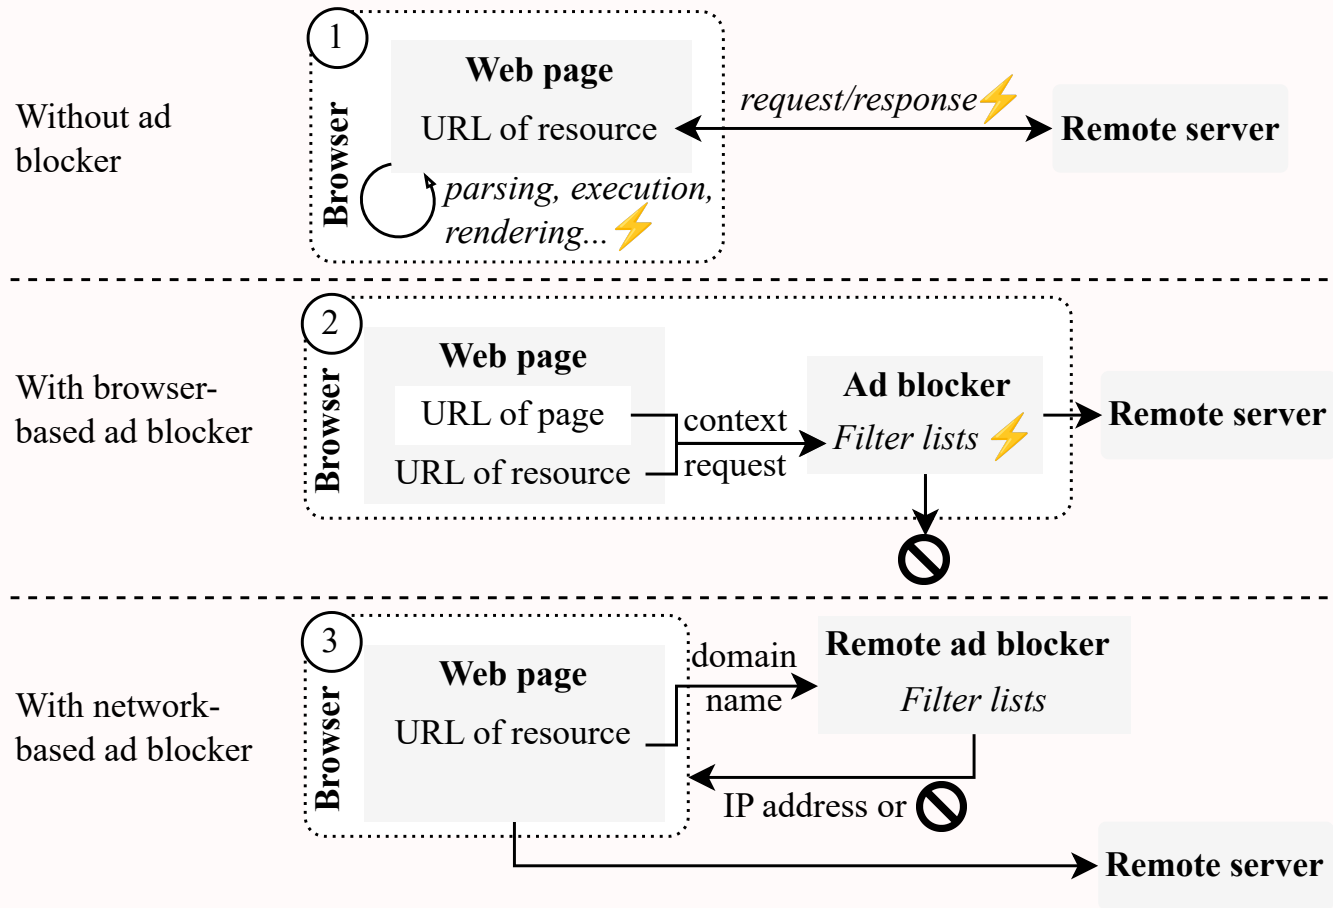 Without ad
blocker
1
Browser
Web page
URL of resource
parsing, execution,
rendering...
request/response
Remote server
With browser-
based ad blocker
2
Browser
Web page
URL of page
URL of resource
context
request
Ad blocker
Filter lists
Remote server
With network-
based ad blocker
3
Browser
Web page
URL of resource
domain
name
Remote ad blocker
Filter lists
IP address or
Remote server